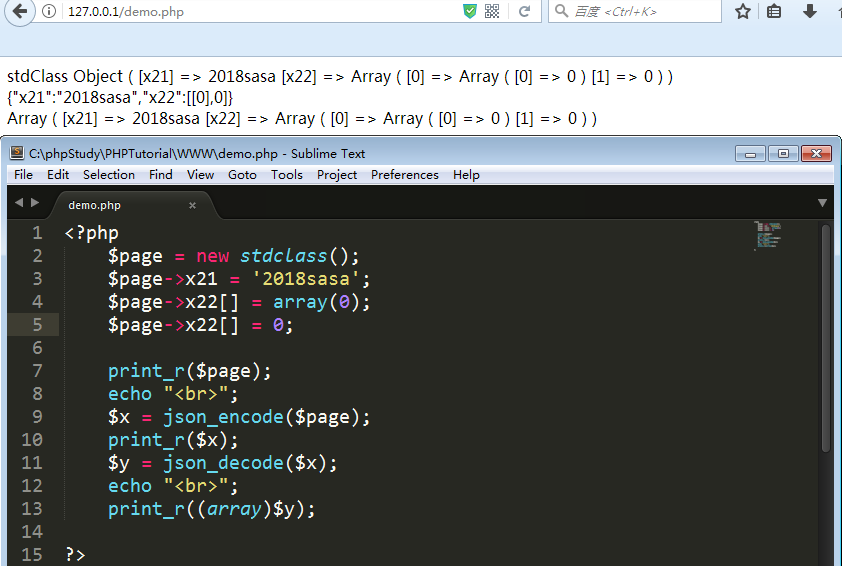 127.0.0.1/demo.php
百度 <Ctrl+K>
stdClass Object ( [x21] => 2018sasa [x22] => Array ( [0] => Array ( [0] => 0 ) [1] => 0 ) )
{"x21":"2018sasa","x22":[[0],0]}
Array ( [x21] => 2018sasa [x22] => Array ( [0] => Array ( [0] => 0 ) [1] => 0 ) )
C:\phpStudy\PHPTutorial\WWW\demo.php - Sublime Text
File Edit Selection Find View Goto Tools Project Preferences Help
demo.php
1 <?php
2 $page = new stdclass();
3 $page->x21 = '2018sasa';
4 $page->x22[] = array(0);
5 $page->x22[] = 0;
6
7 print_r($page);
8 echo "<br>";
9 $x = json_encode($page);
10 print_r($x);
11 $y = json_decode($x);
12 echo "<br>";
13 print_r((array)$y);
14
15 ?>